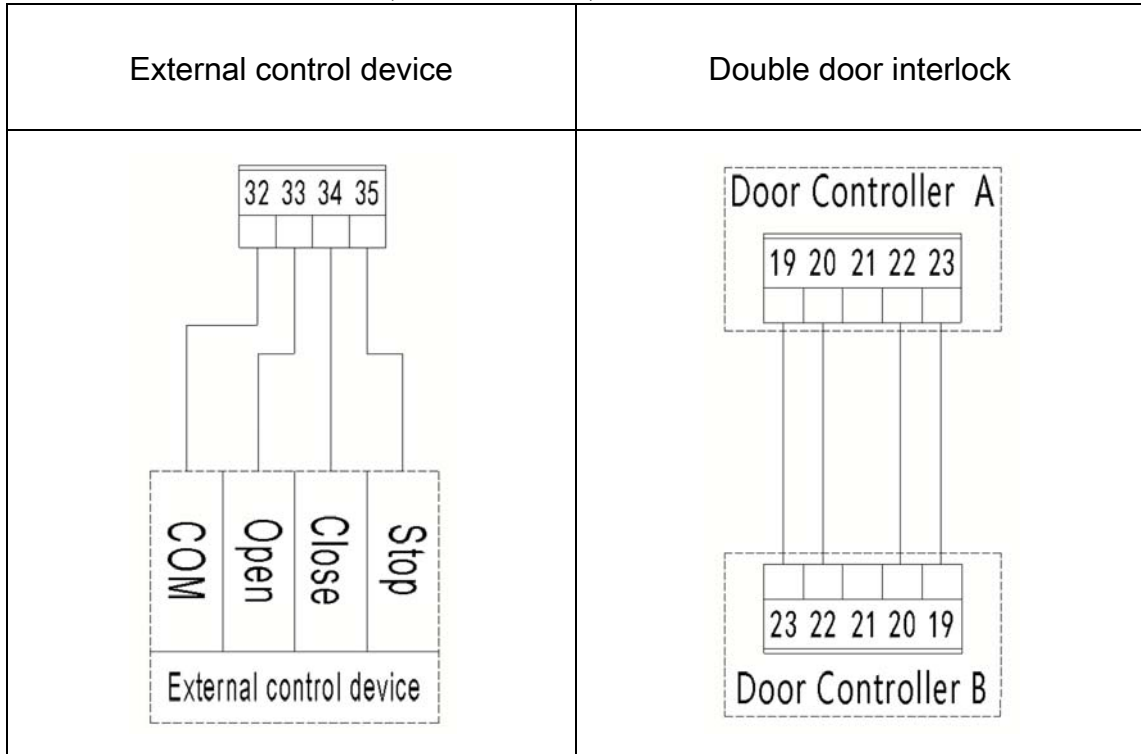 External control device
Double door interlock
32 33 34 35
COM
Open
Close
Stop
External control device
Door Controller A
19 20 21 22 23
23 22 21 20 19
Door Controller B